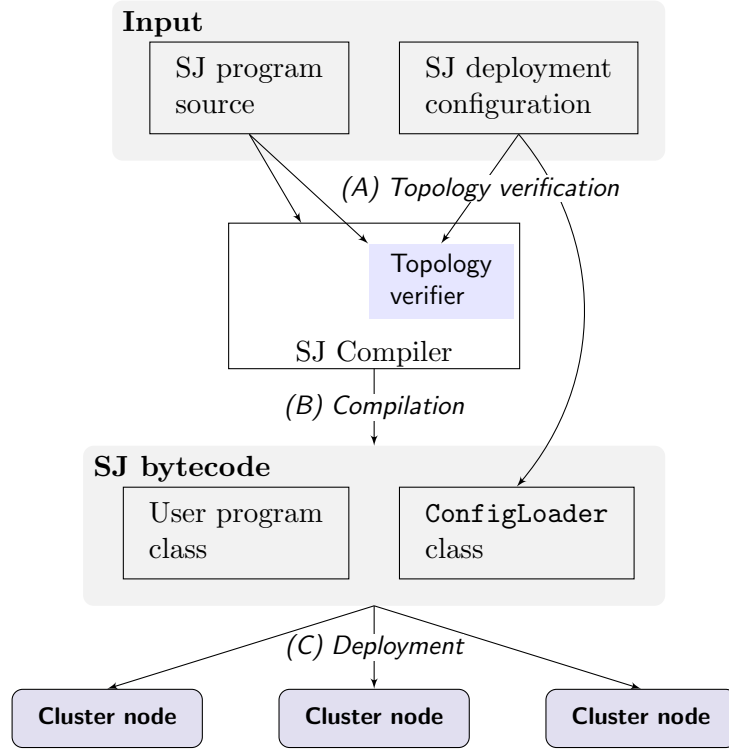 Input
SJ program
source
SJ deployment
configuration
(A) Topology verification
Topology
verifier
SJ Compiler
(B) Compilation
SJ bytecode
User program
class
ConfigLoader
class
(C) Deployment
Cluster node
Cluster node
Cluster node